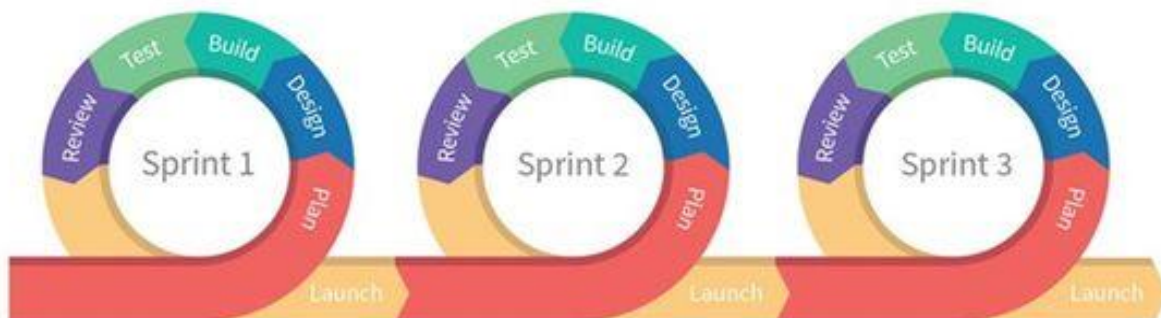 Sprint 1
Plan
Design
Build
Test
Review
Launch
Sprint 2
Plan
Design
Build
Test
Review
Launch
Sprint 3
Plan
Design
Build
Test
Review
Launch